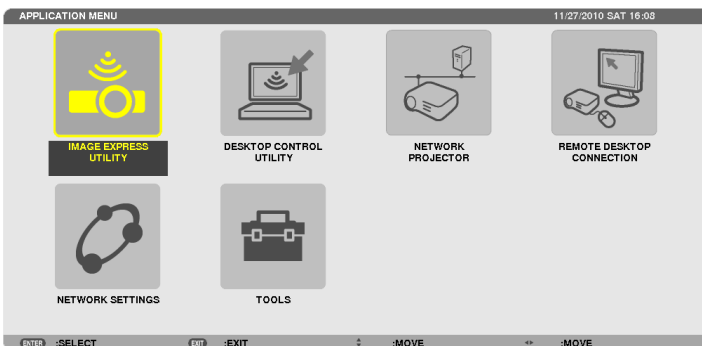 APPLICATION MENU 11/27/2010 SAT 16:08
IMAGE EXPRESS
UTILITY
DESKTOP CONTROL
UTILITY
NETWORK
PROJECTOR
REMOTE DESKTOP
CONNECTION
NETWORK SETTINGS
TOOLS
ENTER :SELECT EXIT :EXIT :MOVE :MOVE